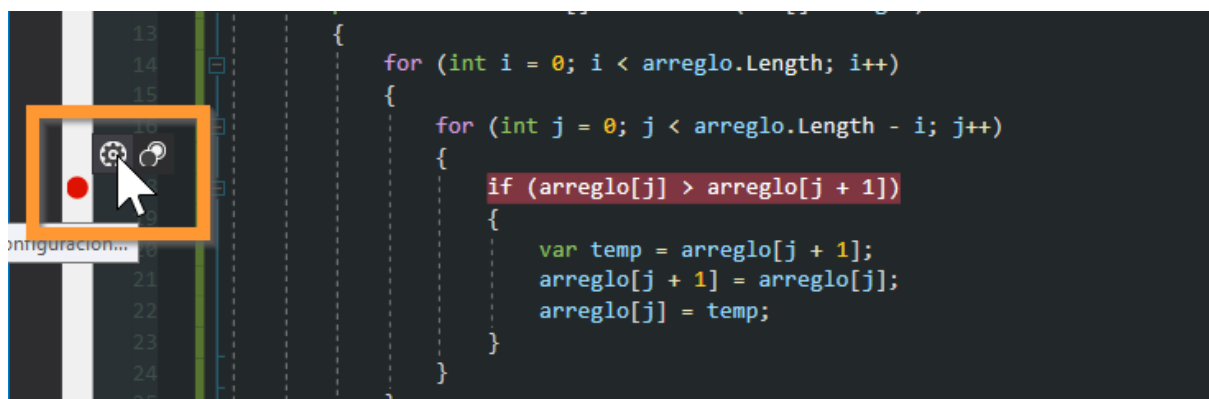 13 {
14 for (int i = 0; i < arreglo.Length; i++)
15 {
16 for (int j = 0; j < arreglo.Length - i; j++)
{
if (arreglo[j] > arreglo[j + 1])
{
var temp = arreglo[j + 1];
21 arreglo[j + 1] = arreglo[j];
22 arreglo[j] = temp;
23 }
24 }